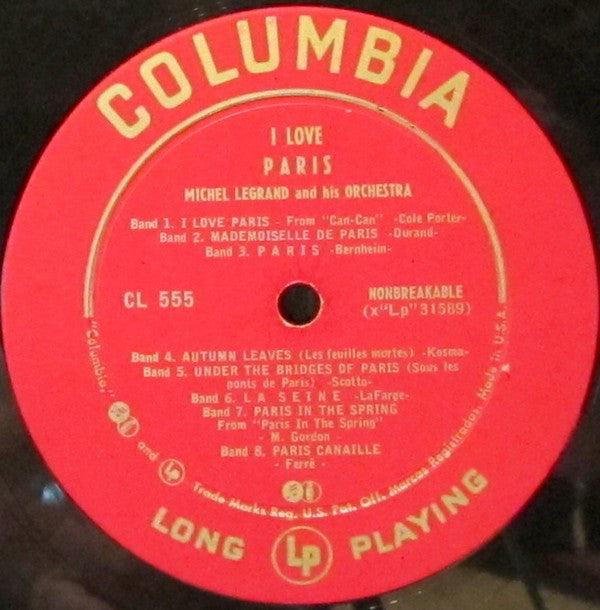 COLUMBIA
I LOVE
PARIS
MICHEL LEGRAND and his ORCHESTRA
Band 1. I LOVE PARIS - From "Can-Can" -Cole Porter-
Band 2. MADEMOISELLE DE PARIS -Durand-
Band 3. PARIS -Bernheim-
CL 555
NONBREAKABLE
(x"Lp"31589)
Band 4. AUTUMN LEAVES (Les feuilles mortes) -Kosma-
Band 5. UNDER THE BRIDGES OF PARIS (Sous les
ponts de Paris) -Scotto-
Band 6. LA SEINE -LaFarge-
Band 7. PARIS IN THE SPRING
From "Paris In The Spring"
- M. Gordon -
Band 8. PARIS CANAILLE
- Ferré -
"Columbia," and Lp Trade Marks Reg. U.S. Pat. Off. Marcas Registradas. Made in U.S.A.
LONG Lp PLAYING